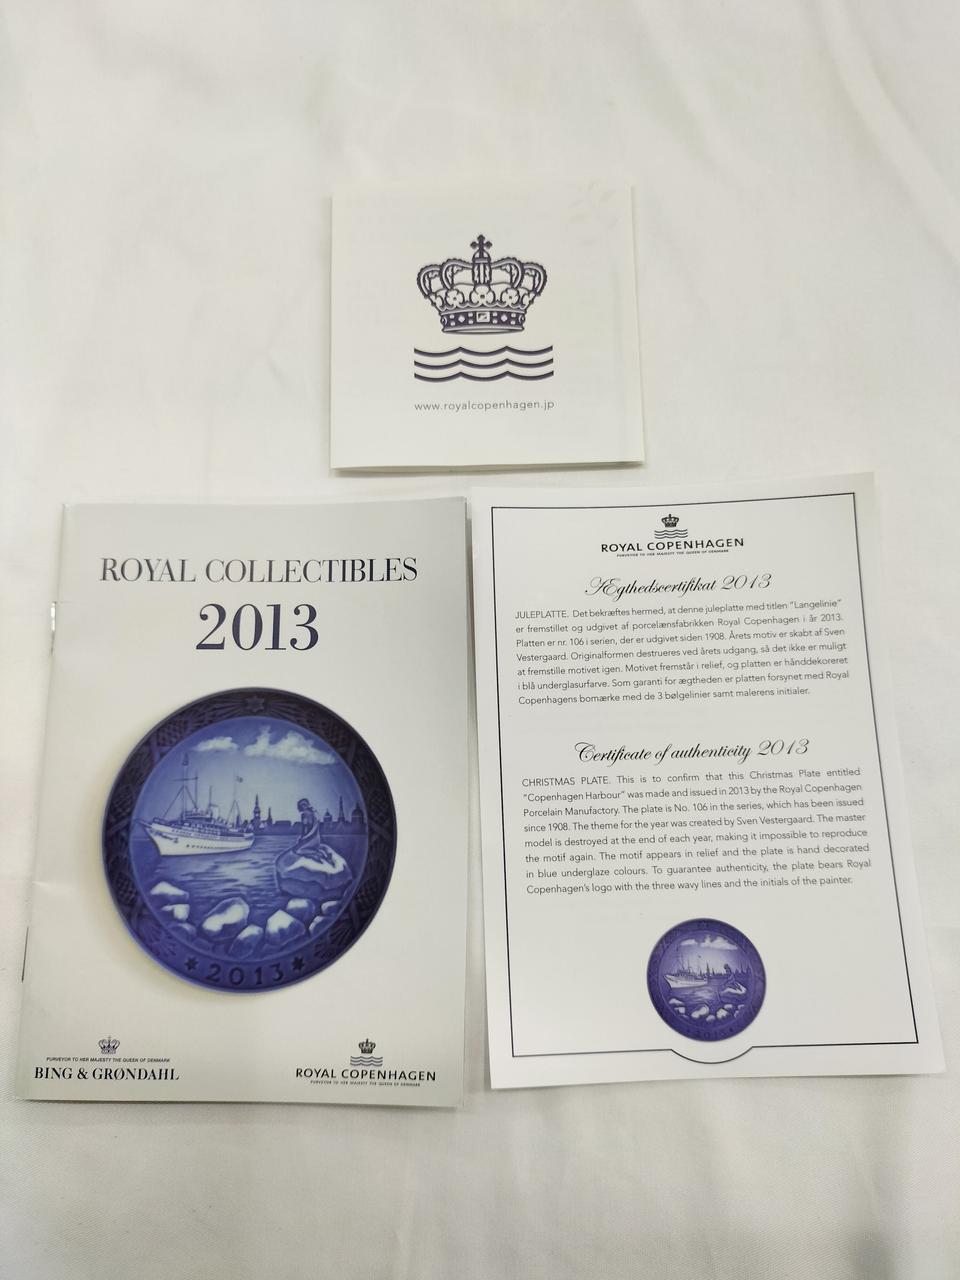 www.royalcopenhagen.jp
ROYAL COLLECTIBLES
2013
2013
PURVEYOR TO HER MAJESTY THE QUEEN OF DENMARK
BING & GRØNDAHL
ROYAL COPENHAGEN
PURVEYOR TO HER MAJESTY THE QUEEN OF DENMARK
ROYAL COPENHAGEN
PURVEYOR TO HER MAJESTY THE QUEEN OF DENMARK
Ægthedscertifikat 2013
JULEPLATTE. Det bekræftes hermed, at denne juleplatte med titlen "Langelinie"
er fremstillet og udgivet af porcelænsfabrikken Royal Copenhagen i år 2013.
Platten er nr. 106 i serien, der er udgivet siden 1908. Årets motiv er skabt af Sven
Vestergaard. Originalformen destrueres ved årets udgang, så det ikke er muligt
at fremstille motivet igen. Motivet fremstår i relief, og platten er hånddekoreret
i blå underglasurfarve. Som garanti for ægtheden er platten forsynet med Royal
Copenhagens bomærke med de 3 bølgelinier samt malerens initialer.
Certificate of authenticity 2013
CHRISTMAS PLATE. This is to confirm that this Christmas Plate entitled
"Copenhagen Harbour" was made and issued in 2013 by the Royal Copenhagen
Porcelain Manufactory. The plate is No. 106 in the series, which has been issued
since 1908. The theme for the year was created by Sven Vestergaard. The master
model is destroyed at the end of each year, making it impossible to reproduce
the motif again. The motif appears in relief and the plate is hand decorated
in blue underglaze colours. To guarantee authenticity, the plate bears Royal
Copenhagen's logo with the three wavy lines and the initials of the painter.